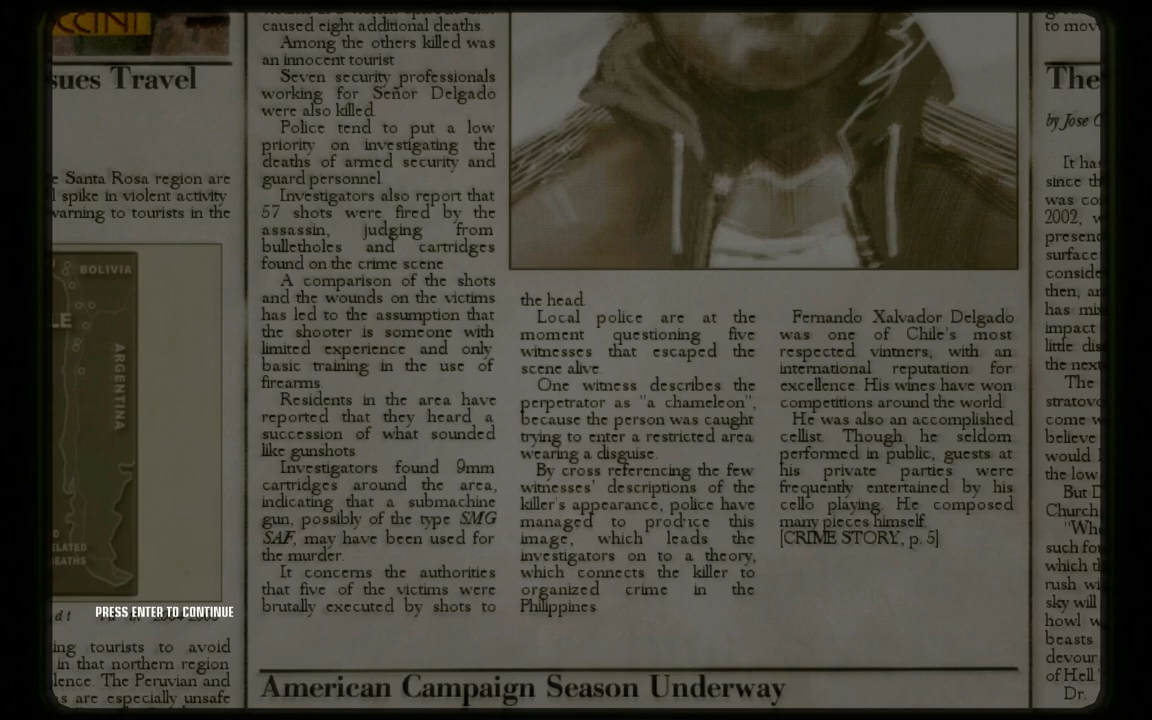 CCINI
sues Travel
e Santa Rosa region are
l spike in violent activity
warning to tourists in the
BOLIVIA
LE
ARGENTINA
ELATED
DEATHS
PRESS ENTER TO CONTINUE
ing tourists to avoid
in that northern region
lence. The Peruvian and
as are especially unsafe
caused eight additional deaths.
Among the others killed was
an innocent tourist
Seven security professionals
working for Señor Delgado
were also killed.
Police tend to put a low
priority on investigating the
deaths of armed security and
guard personnel.
Investigators also report that
57 shots were fired by the
assassin, judging from
bulletholes and cartridges
found on the crime scene.
A comparison of the shots
and the wounds on the victims
has led to the assumption that
the shooter is someone with
limited experience and only
basic training in the use of
firearms.
Residents in the area have
reported that they heard a
succession of what sounded
like gunshots.
Investigators found 9mm
cartridges around the area,
indicating that a submachine
gun, possibly of the type SMG
SAF, may have been used for
the murder.
It concerns the authorities
that five of the victims were
brutally executed by shots to
the head.
Local police are at the
moment questioning five
witnesses that escaped the
scene alive.
One witness describes the
perpetrator as "a chameleon",
because the person was caught
trying to enter a restricted area
wearing a disguise.
By cross referencing the few
witnesses' descriptions of the
killer's appearance, police have
managed to produce this
image, which leads the
investigators on to a theory,
which connects the killer to
organized crime in the
Philippines.
Fernando Xalvador Delgado
was one of Chile's most
respected vintners, with an
international reputation for
excellence. His wines have won
competitions around the world.
He was also an accomplished
cellist. Though he seldom
performed in public, guests at
his private parties were
frequently entertained by his
cello playing. He composed
many pieces himself.
[CRIME STORY, p. 5]
American Campaign Season Underway
to mov
The
by Jose
It has
since th
was co
2002, w
presenc
surface
conside
then, an
has mi
impact
little dis
the next
The
stratovo
come w
believe
would
the low
But D
Church
"Who
such for
which th
rush wi
sky will
howl w
beasts
devour
of Hell
Dr.